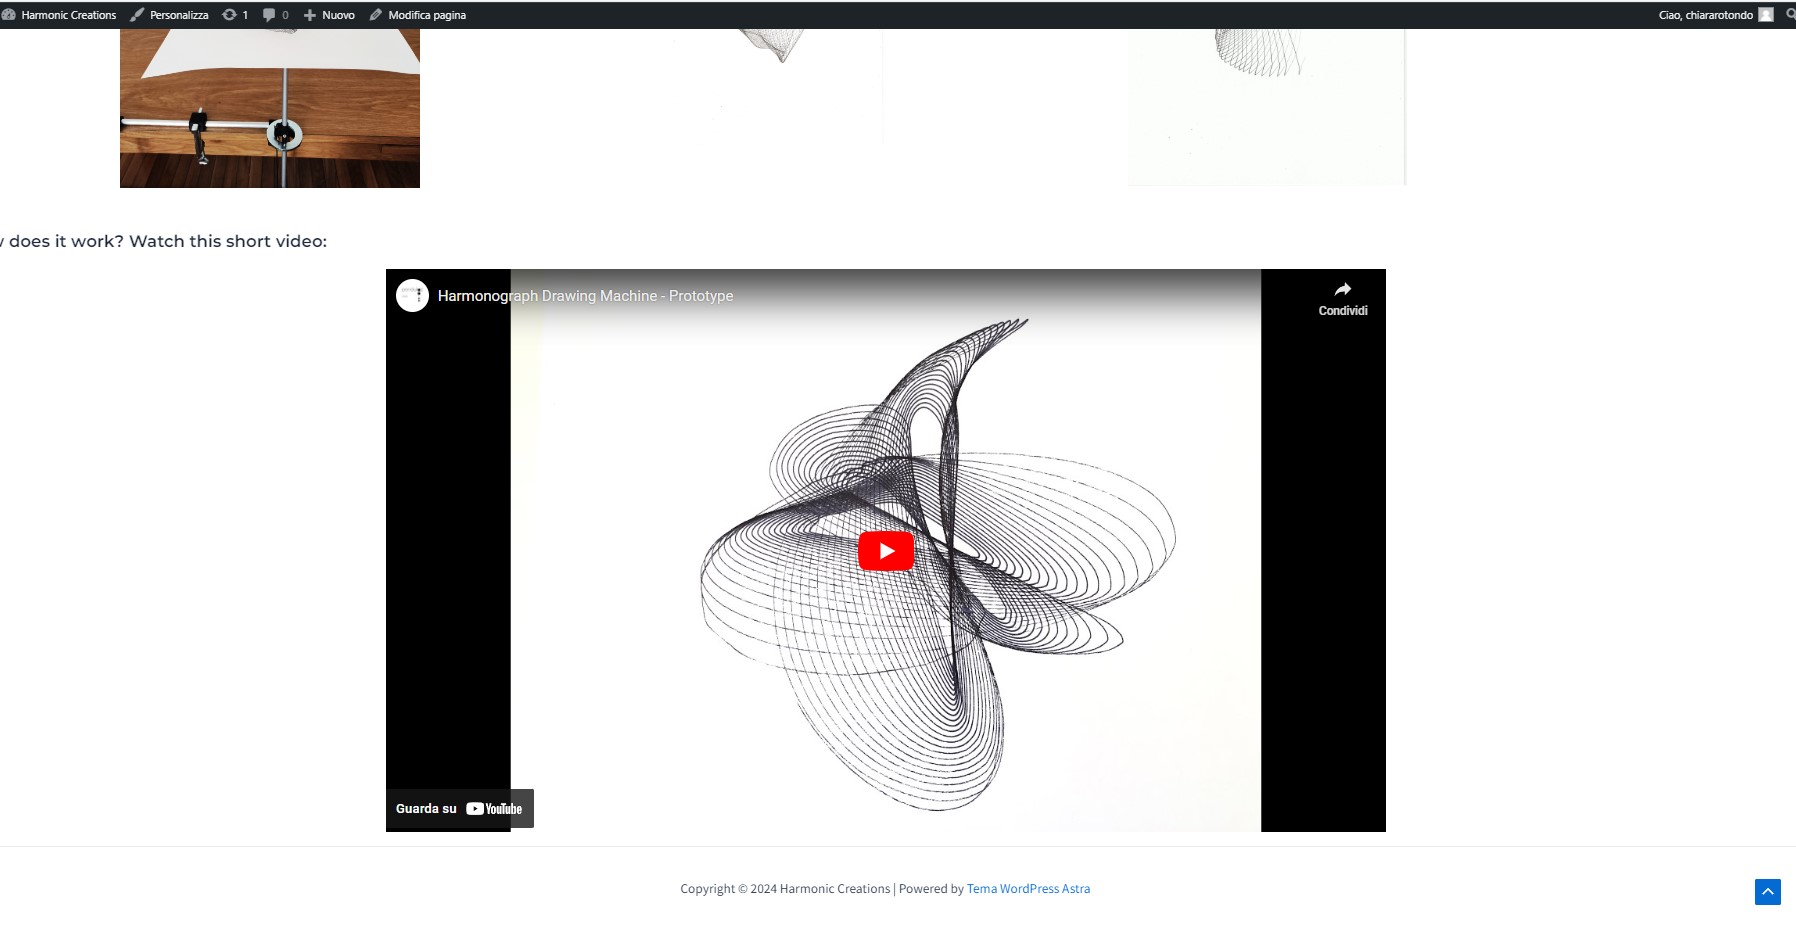 Harmonic Creations Personalizza 1 0 Nuovo Modifica pagina Ciao, chiararotondo
does it work? Watch this short video:
Harmonograph Drawing Machine - Prototype
Condividi
Guarda su YouTube
Copyright © 2024 Harmonic Creations | Powered by Tema WordPress Astra